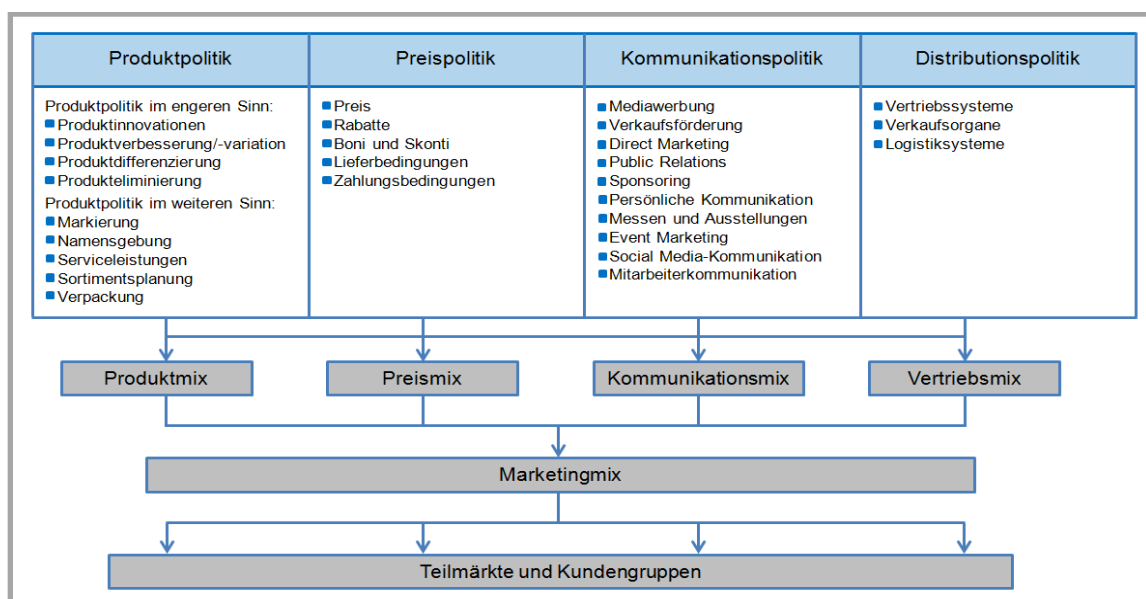 Produktpolitik
Preispolitik
Kommunikationspolitik
Distributionspolitik
Produktpolitik im engeren Sinn:
Produktinnovationen
Produktverbesserung/-variation
Produktdifferenzierung
Produkteliminierung
Produktpolitik im weiteren Sinn:
Markierung
Namensgebung
Serviceleistungen
Sortimentsplanung
Verpackung
Preis
Rabatte
Boni und Skonti
Lieferbedingungen
Zahlungsbedingungen
Mediawerbung
Verkaufsförderung
Direct Marketing
Public Relations
Sponsoring
Persönliche Kommunikation
Messen und Ausstellungen
Event Marketing
Social Media-Kommunikation
Mitarbeiterkommunikation
Vertriebssysteme
Verkaufsorgane
Logistiksysteme
Produktmix
Preismix
Kommunikationsmix
Vertriebsmix
Marketingmix
Teilmärkte und Kundengruppen